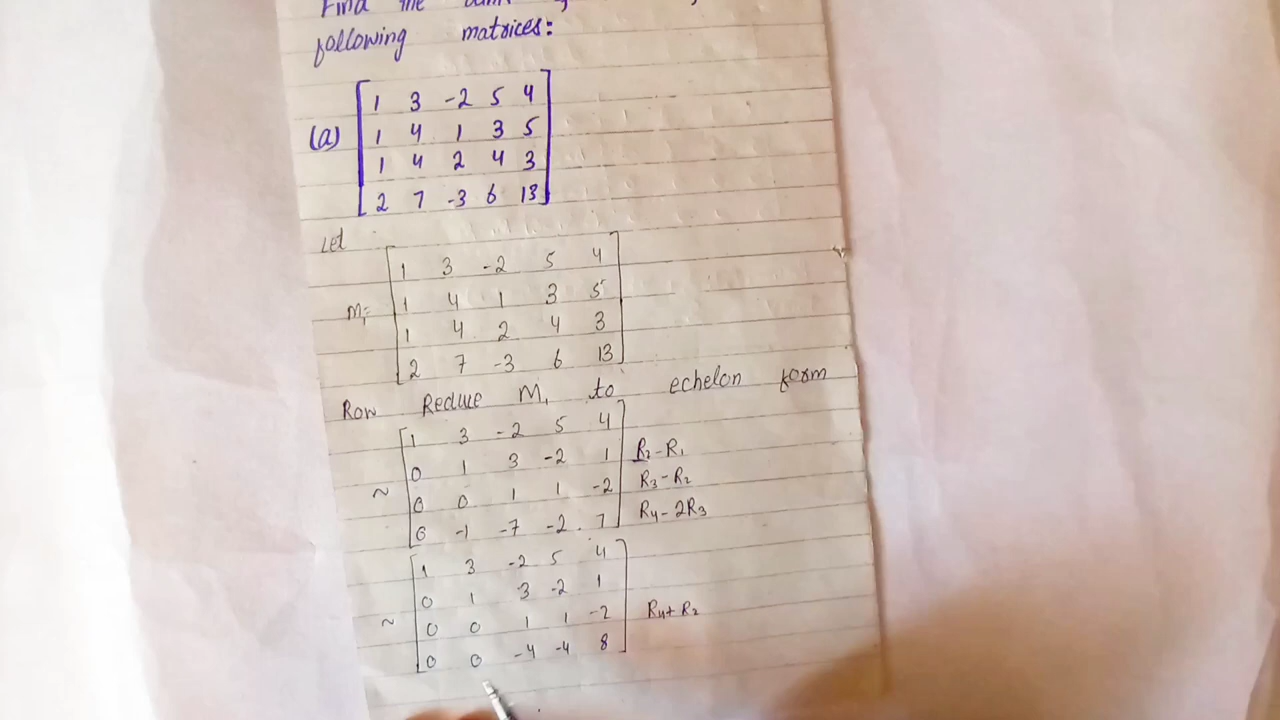 Find the
following matrices:
(a) 1 3 -2 5 4
1 4 1 3 5
1 4 2 4 3
2 7 -3 6 13
Let
M₁= 1 3 -2 5 4
1 4 1 3 5
1 4 2 4 3
2 7 -3 6 13
Row Reduce M₁ to echelon form
~ 1 3 -2 5 4
0 1 3 -2 1 R₂-R₁
0 0 1 1 -2 R₃-R₂
0 -1 -7 -2 7 R₄-2R₃
~ 1 3 -2 5 4
0 1 3 -2 1
0 0 1 1 -2 R₄+R₂
0 0 -4 -4 8